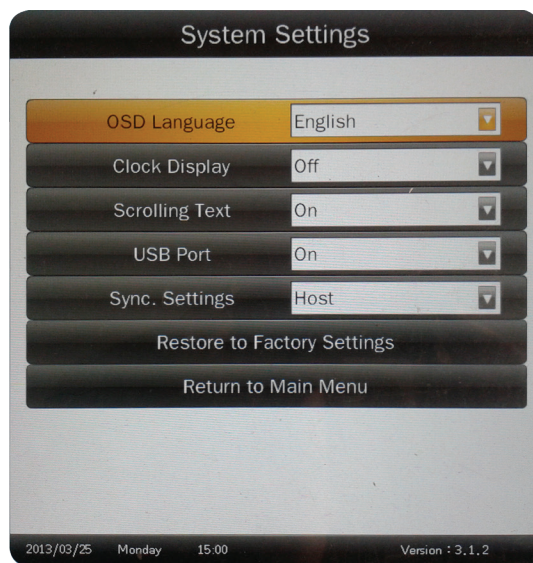 System Settings
OSD Language English
Clock Display Off
Scrolling Text On
USB Port On
Sync. Settings Host
Restore to Factory Settings
Return to Main Menu
2013/03/25 Monday 15:00 Version : 3.1.2